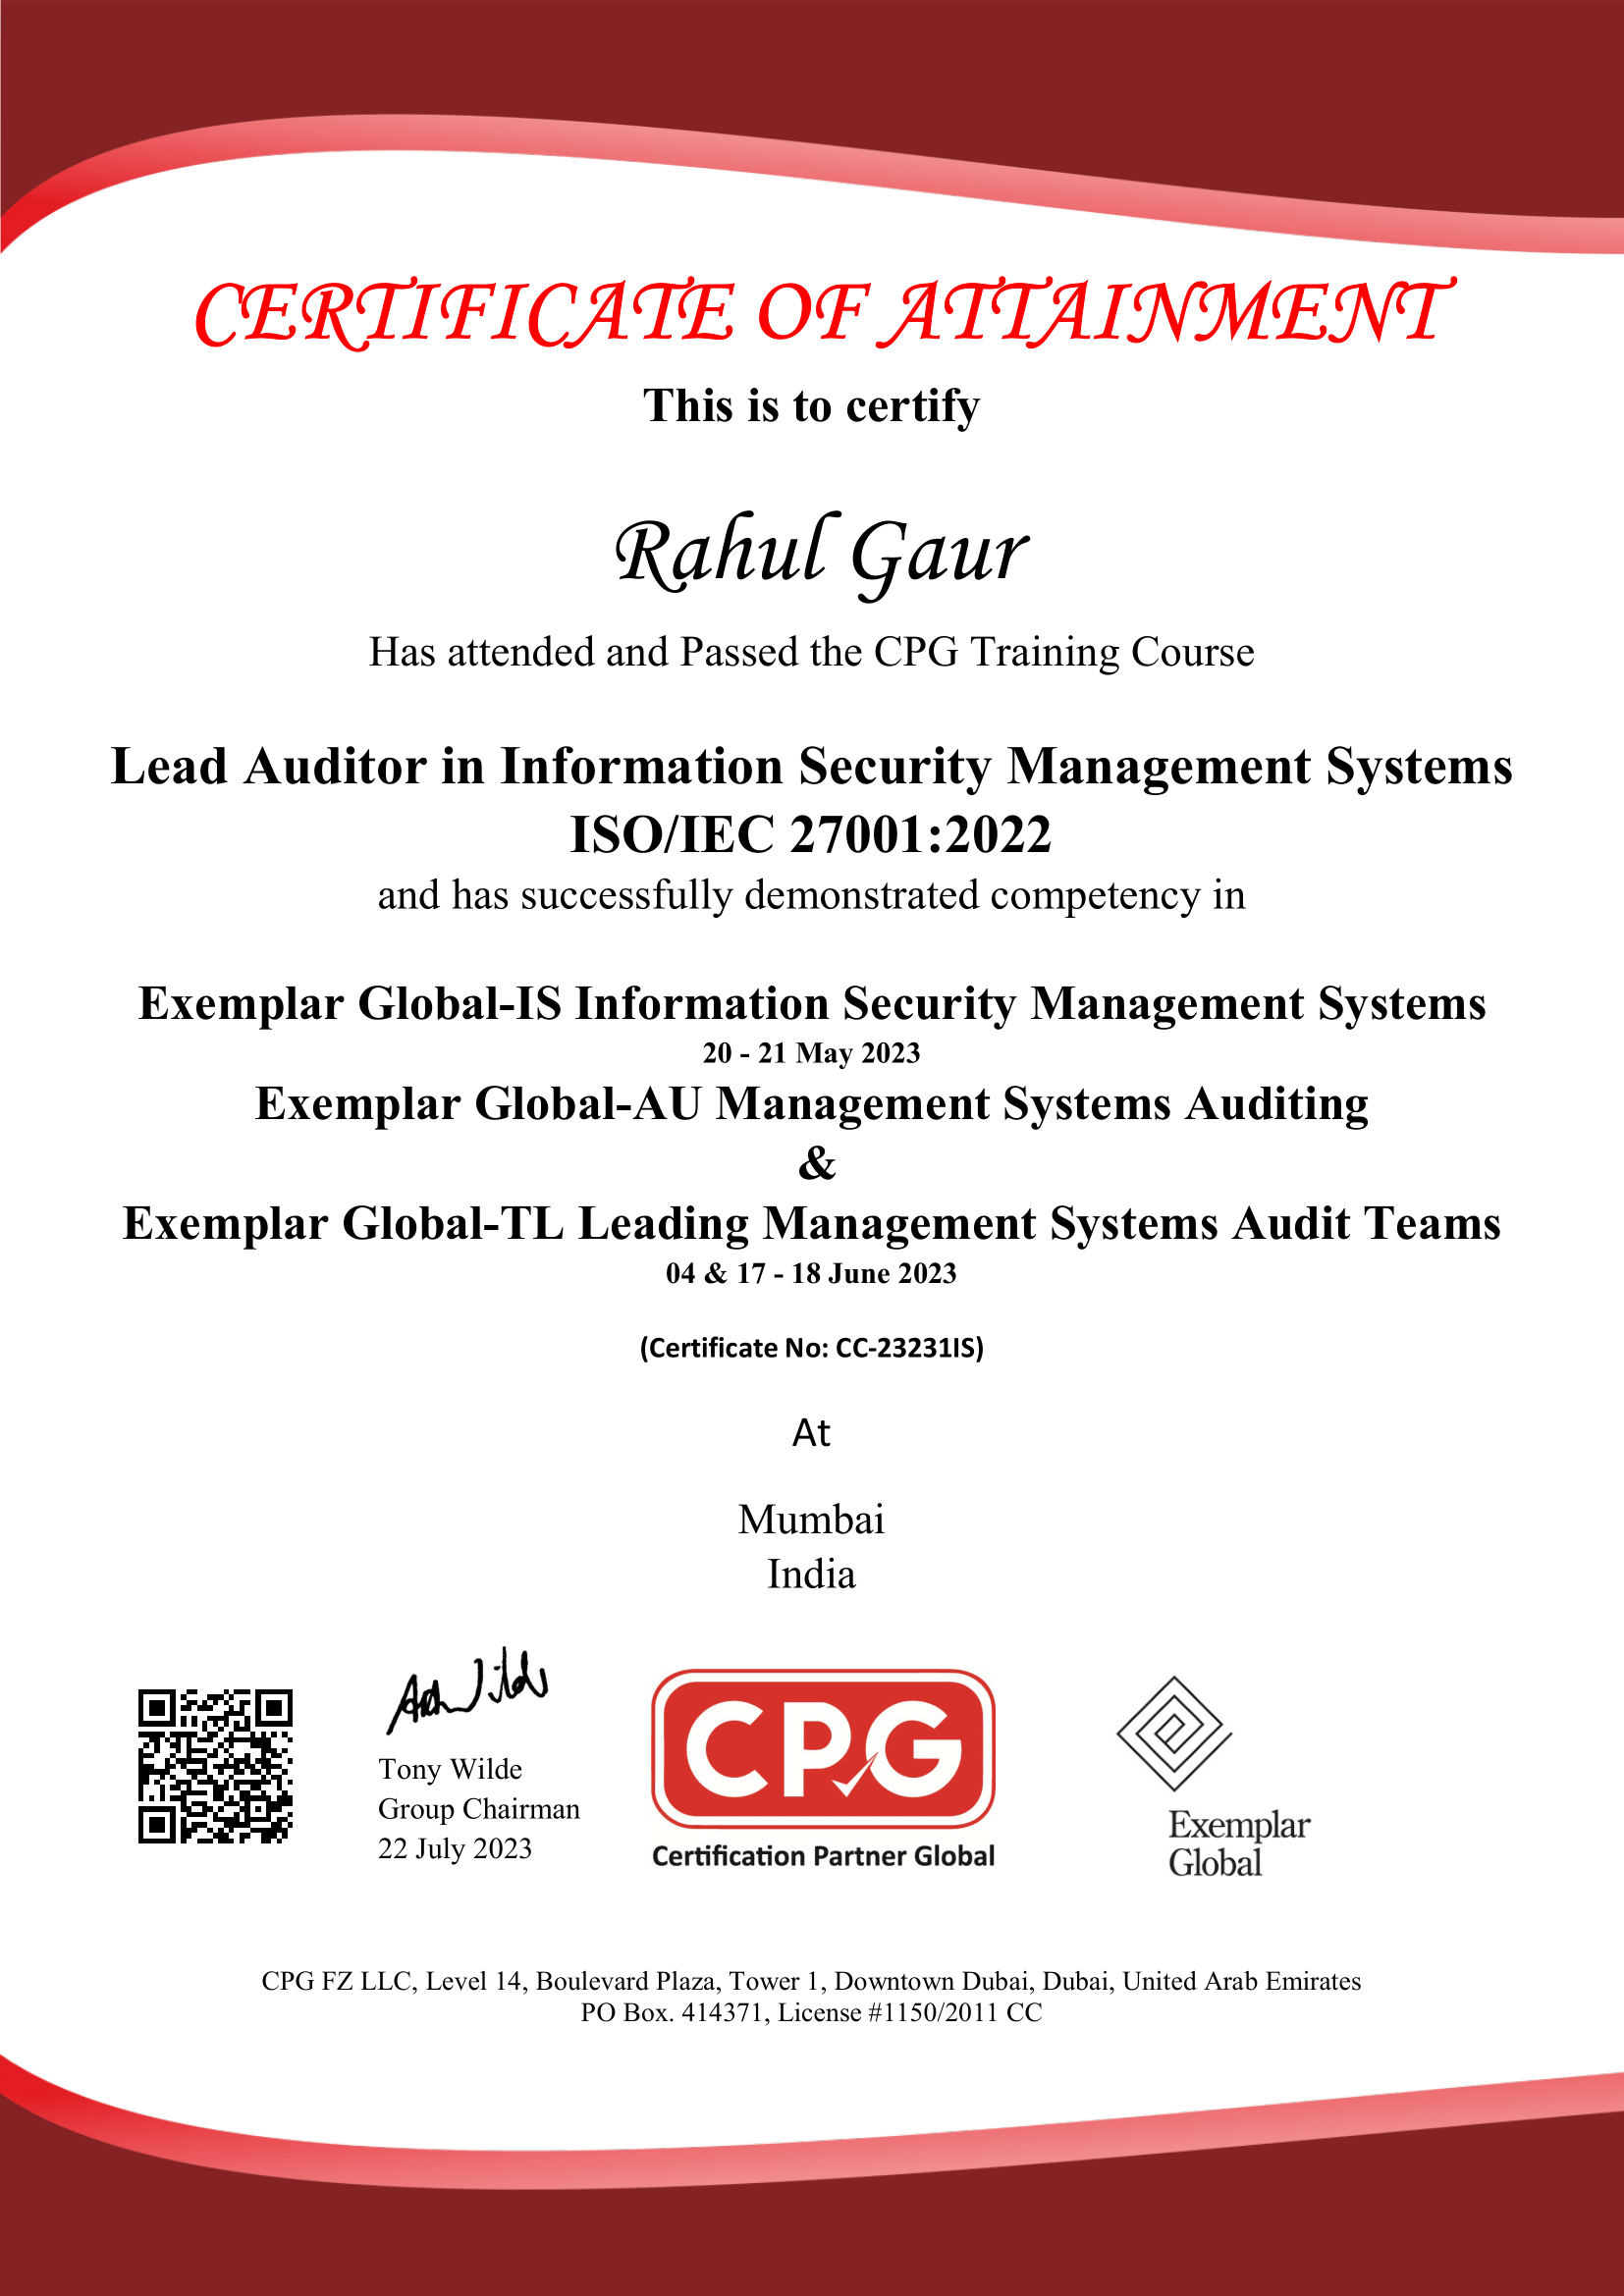 CERTIFICATE OF ATTAINMENT
This is to certify
Rahul Gaur
Has attended and Passed the CPG Training Course
Lead Auditor in Information Security Management Systems
ISO/IEC 27001:2022
and has successfully demonstrated competency in
Exemplar Global-IS Information Security Management Systems
20 - 21 May 2023
Exemplar Global-AU Management Systems Auditing
&
Exemplar Global-TL Leading Management Systems Audit Teams
04 & 17 - 18 June 2023
(Certificate No: CC-23231IS)
At
Mumbai
India
Tony Wilde
Group Chairman
22 July 2023
CPG
Certification Partner Global
Exemplar
Global
CPG FZ LLC, Level 14, Boulevard Plaza, Tower 1, Downtown Dubai, Dubai, United Arab Emirates
PO Box. 414371, License #1150/2011 CC